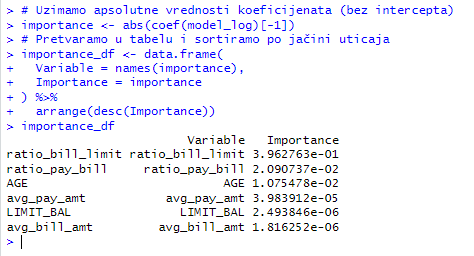 > # Uzimamo apsolutne vrednosti koeficijenata (bez intercepta)
> importance <- abs(coef(model_log)[-1])
> # Pretvaramo u tabelu i sortiramo po jačini uticaja
> importance_df <- data.frame(
+   Variable = names(importance),
+   Importance = importance
+ ) %>%
+   arrange(desc(Importance))
> importance_df
Variable Importance
ratio_bill_limit ratio_bill_limit 3.962763e-01
ratio_pay_bill ratio_pay_bill 2.090737e-02
AGE AGE 1.075478e-02
avg_pay_amt avg_pay_amt 3.983912e-05
LIMIT_BAL LIMIT_BAL 2.493846e-06
avg_bill_amt avg_bill_amt 1.816252e-06
>